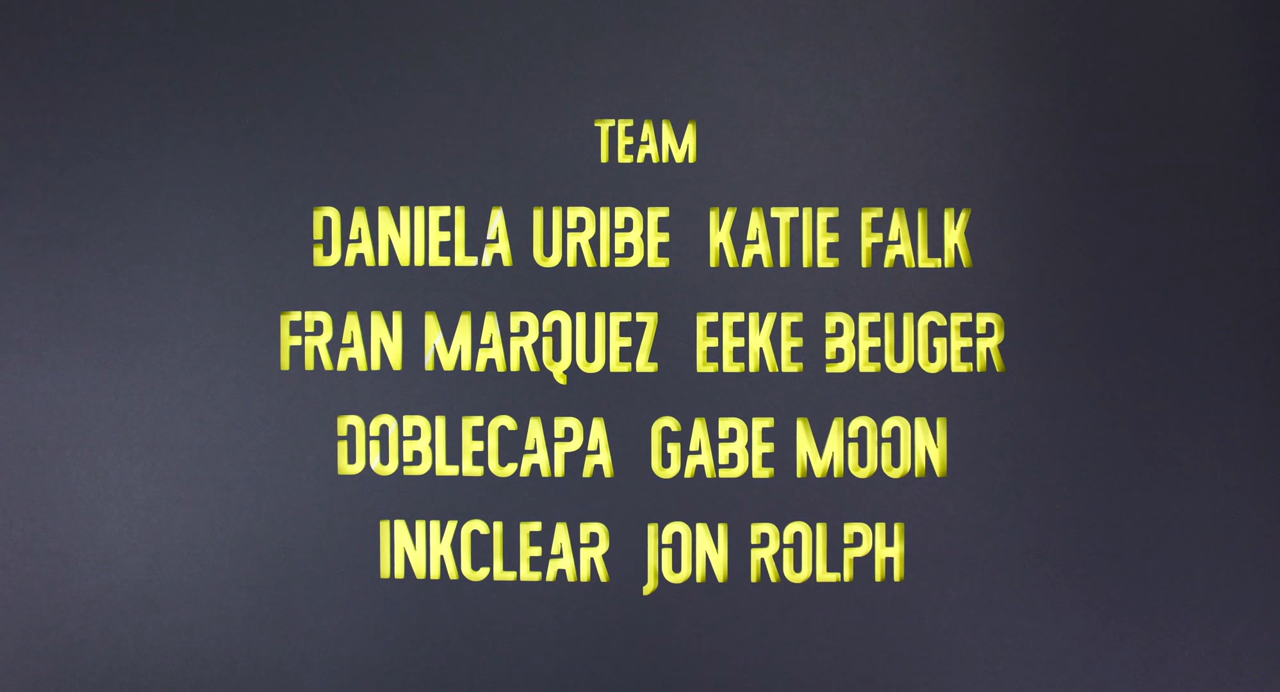 TEAM
DANIELA URIBE KATIE FALK
FRAN MARQUEZ EEKE BEUGER
DOBLECAPA GABE MOON
INKCLEAR JON ROLPH